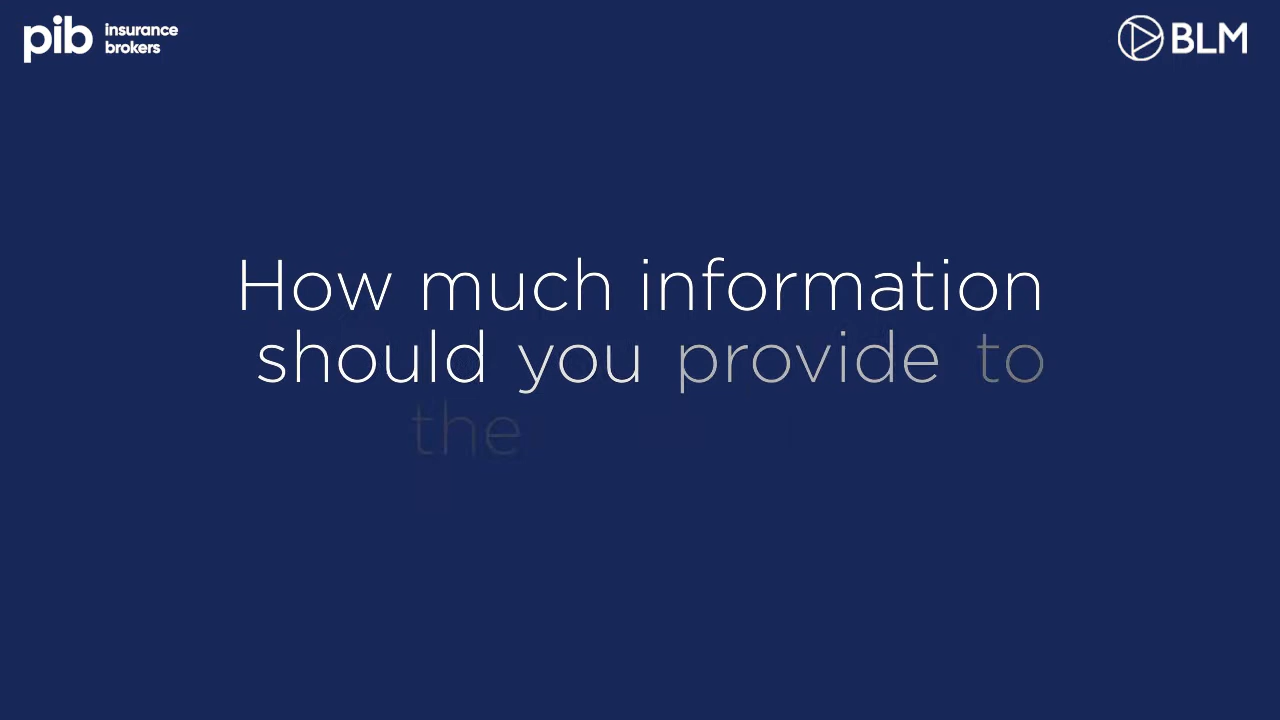 pib insurance
brokers
BLM
How much information
should you provide to
the